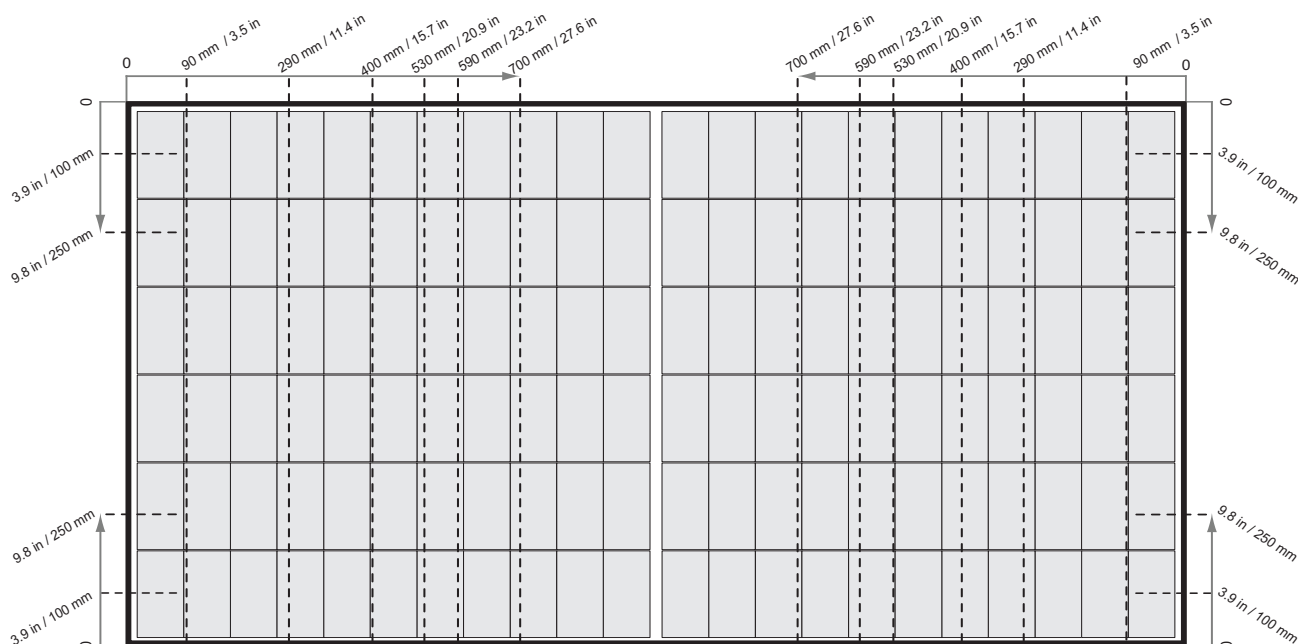 0
90 mm / 3.5 in
290 mm / 11.4 in
400 mm / 15.7 in
530 mm / 20.9 in
590 mm / 23.2 in
700 mm / 27.6 in
700 mm / 27.6 in
590 mm / 23.2 in
530 mm / 20.9 in
400 mm / 15.7 in
290 mm / 11.4 in
90 mm / 3.5 in
0
0
3.9 in / 100 mm
9.8 in / 250 mm
9.8 in / 250 mm
3.9 in / 100 mm
0
0
3.9 in / 100 mm
9.8 in / 250 mm
9.8 in / 250 mm
3.9 in / 100 mm
0